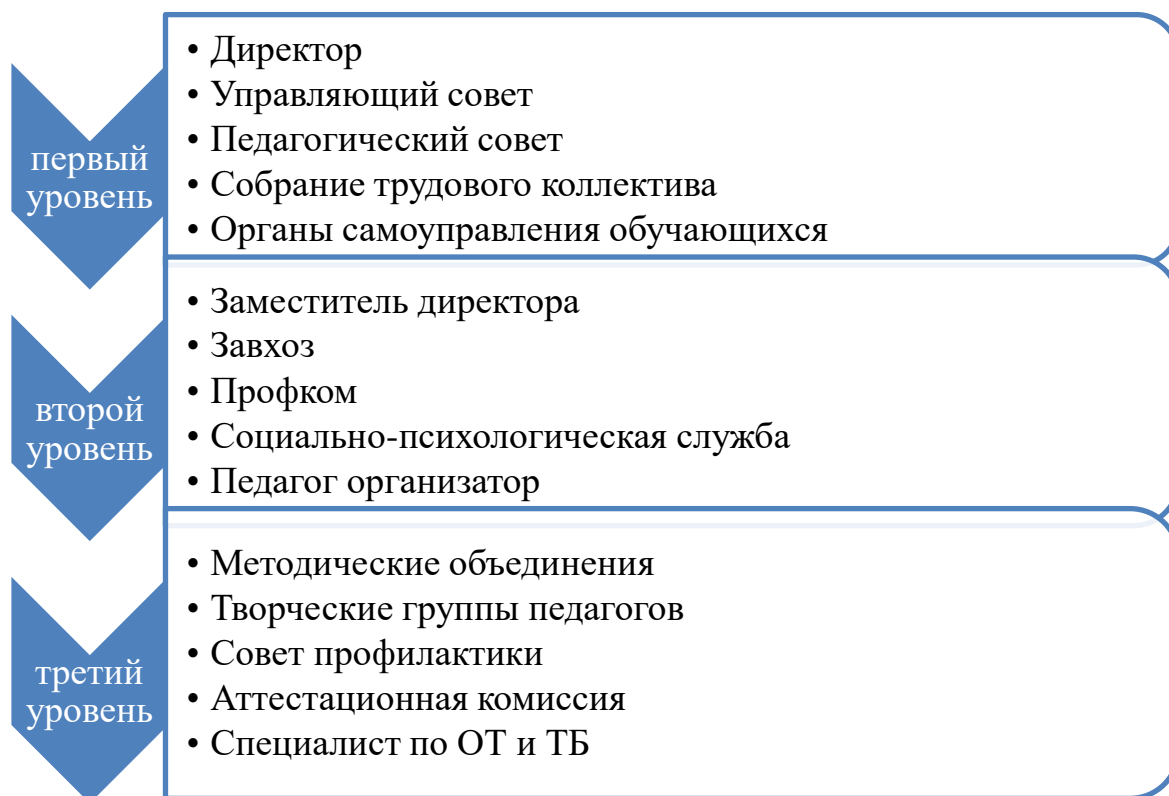 первый
уровень
• Директор
• Управляющий совет
• Педагогический совет
• Собрание трудового коллектива
• Органы самоуправления обучающихся
второй
уровень
• Заместитель директора
• Завхоз
• Профком
• Социально-психологическая служба
• Педагог организатор
третий
уровень
• Методические объединения
• Творческие группы педагогов
• Совет профилактики
• Аттестационная комиссия
• Специалист по ОТ и ТБ